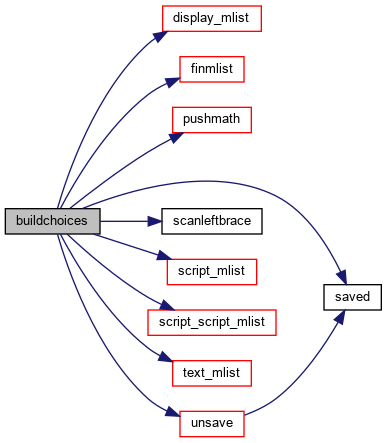 display_mlist
finmlist
pushmath
buildchoices
scanleftbrace
script_mlist
saved
script_script_mlist
text_mlist
unsave